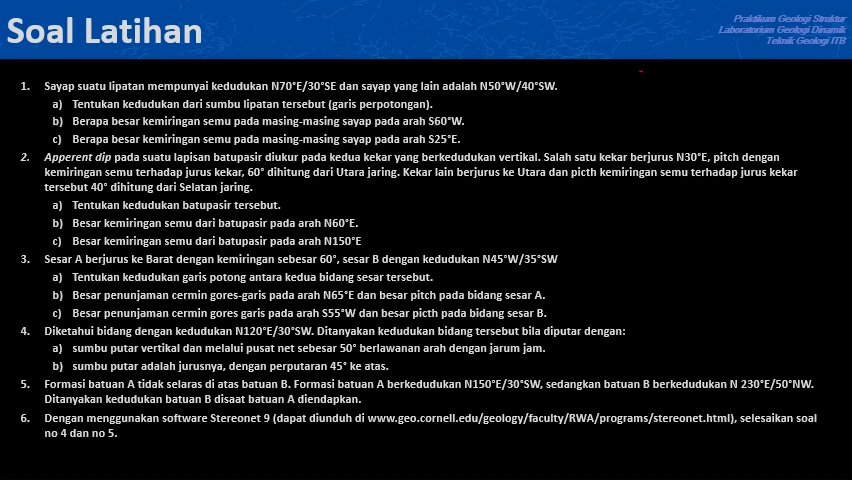 Soal Latihan
Praktikum Geologi Struktur
Laboratorium Geologi Dinamik
Teknik Geologi ITB
1. Sayap suatu lipatan mempunyai kedudukan N70°E/30°SE dan sayap yang lain adalah N50°W/40°SW.
a) Tentukan kedudukan dari sumbu lipatan tersebut (garis perpotongan).
b) Berapa besar kemiringan semu pada masing-masing sayap pada arah S60°W.
c) Berapa besar kemiringan semu pada masing-masing sayap pada arah S25°E.
2. Apperent dip pada suatu lapisan batupasir diukur pada kedua kekar yang berkedudukan vertikal. Salah satu kekar berjurus N30°E, pitch dengan
kemiringan semu terhadap jurus kekar, 60° dihitung dari Utara jaring. Kekar lain berjurus ke Utara dan picth kemiringan semu terhadap jurus kekar
tersebut 40° dihitung dari Selatan jaring.
a) Tentukan kedudukan batupasir tersebut.
b) Besar kemiringan semu dari batupasir pada arah N60°E.
c) Besar kemiringan semu dari batupasir pada arah N150°E
3. Sesar A berjurus ke Barat dengan kemiringan sebesar 60°, sesar B dengan kedudukan N45°W/35°SW
a) Tentukan kedudukan garis potong antara kedua bidang sesar tersebut.
b) Besar penunjaman cermin gores-garis pada arah N65°E dan besar pitch pada bidang sesar A.
c) Besar penunjaman cermin gores garis pada arah S55°W dan besar picth pada bidang sesar B.
4. Diketahui bidang dengan kedudukan N120°E/30°SW. Ditanyakan kedudukan bidang tersebut bila diputar dengan:
a) sumbu putar vertikal dan melalui pusat net sebesar 50° berlawanan arah dengan jarum jam.
b) sumbu putar adalah jurusnya, dengan perputaran 45° ke atas.
5. Formasi batuan A tidak selaras di atas batuan B. Formasi batuan A berkedudukan N150°E/30°SW, sedangkan batuan B berkedudukan N 230°E/50°NW.
Ditanyakan kedudukan batuan B disaat batuan A diendapkan.
6. Dengan menggunakan software Stereonet 9 (dapat diunduh di www.geo.cornell.edu/geology/faculty/RWA/programs/stereonet.html), selesaikan soal
no 4 dan no 5.